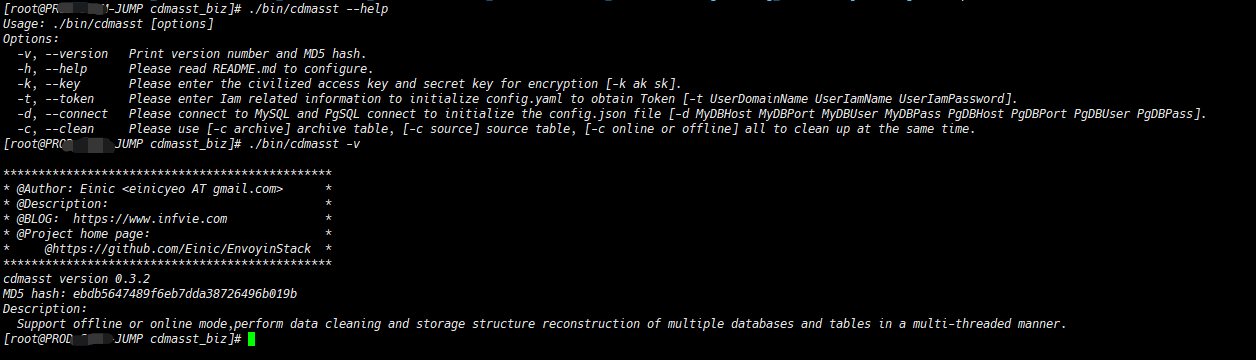 [root@PROD -JUMP cdmasst_biz]# ./bin/cdmasst --help
Usage: ./bin/cdmasst [options]
Options:
  -v, --version   Print version number and MD5 hash.
  -h, --help      Please read README.md to configure.
  -k, --key       Please enter the civilized access key and secret key for encryption [-k ak sk].
  -t, --token     Please enter Iam related information to initialize config.yaml to obtain Token [-t UserDomainName UserIamName UserIamPassword].
  -d, --connect   Please connect to MySQL and PgSQL connect to initialize the config.json file [-d MyDBHost MyDBPort MyDBUser MyDBPass PgDBHost PgDBPort PgDBUser PgDBPass].
  -c, --clean     Please use [-c archive] archive table, [-c source] source table, [-c online or offline] all to clean up at the same time.
[root@PROD -JUMP cdmasst_biz]# ./bin/cdmasst -v
***********************************************
* @Author: Einic <einicyeo AT gmail.com>      *
* @Description:                               *
* @BLOG:  https://www.infvie.com              *
* @Project home page:                         *
*     @https://github.com/Einic/EnvoyinStack  *
***********************************************
cdmasst version 0.3.2
MD5 hash: ebdb5647489f6eb7dda38726496b019b
Description:
  Support offline or online mode,perform data cleaning and storage structure reconstruction of multiple databases and tables in a multi-threaded manner.
[root@PROD -JUMP cdmasst_biz]#